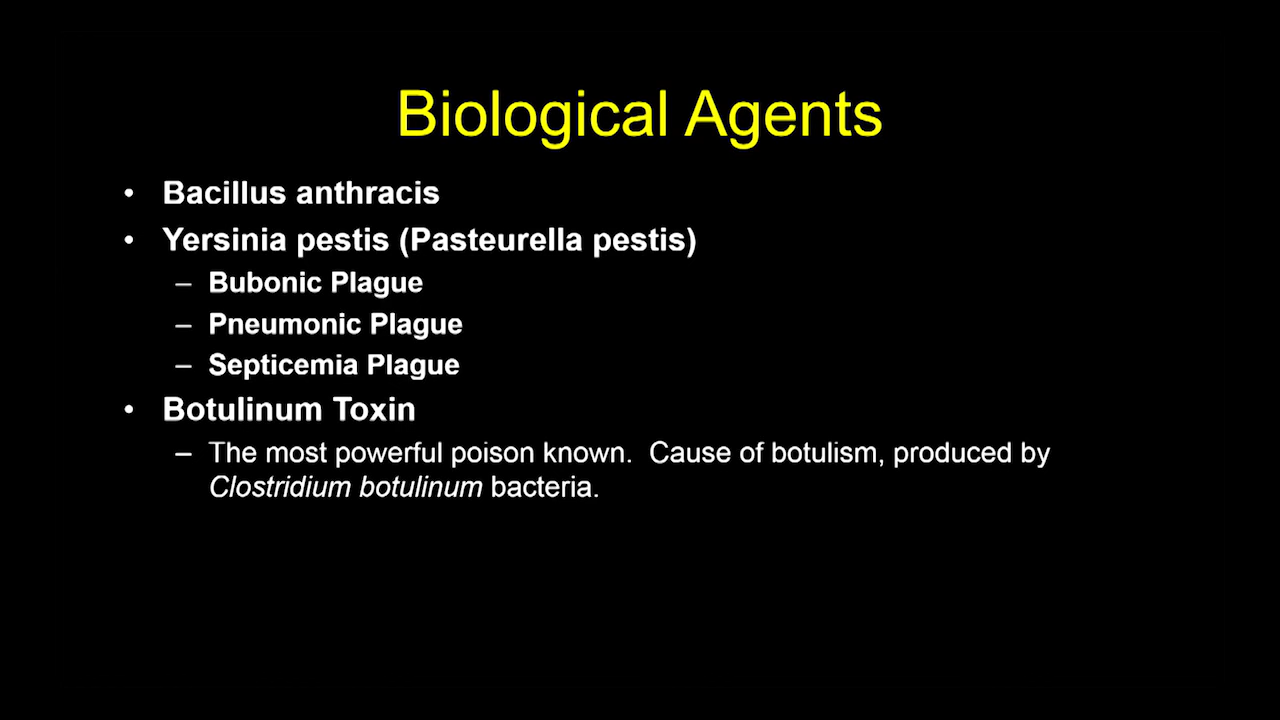 Biological Agents
• Bacillus anthracis
• Yersinia pestis (Pasteurella pestis)
– Bubonic Plague
– Pneumonic Plague
– Septicemia Plague
• Botulinum Toxin
– The most powerful poison known.  Cause of botulism, produced by
Clostridium botulinum bacteria.